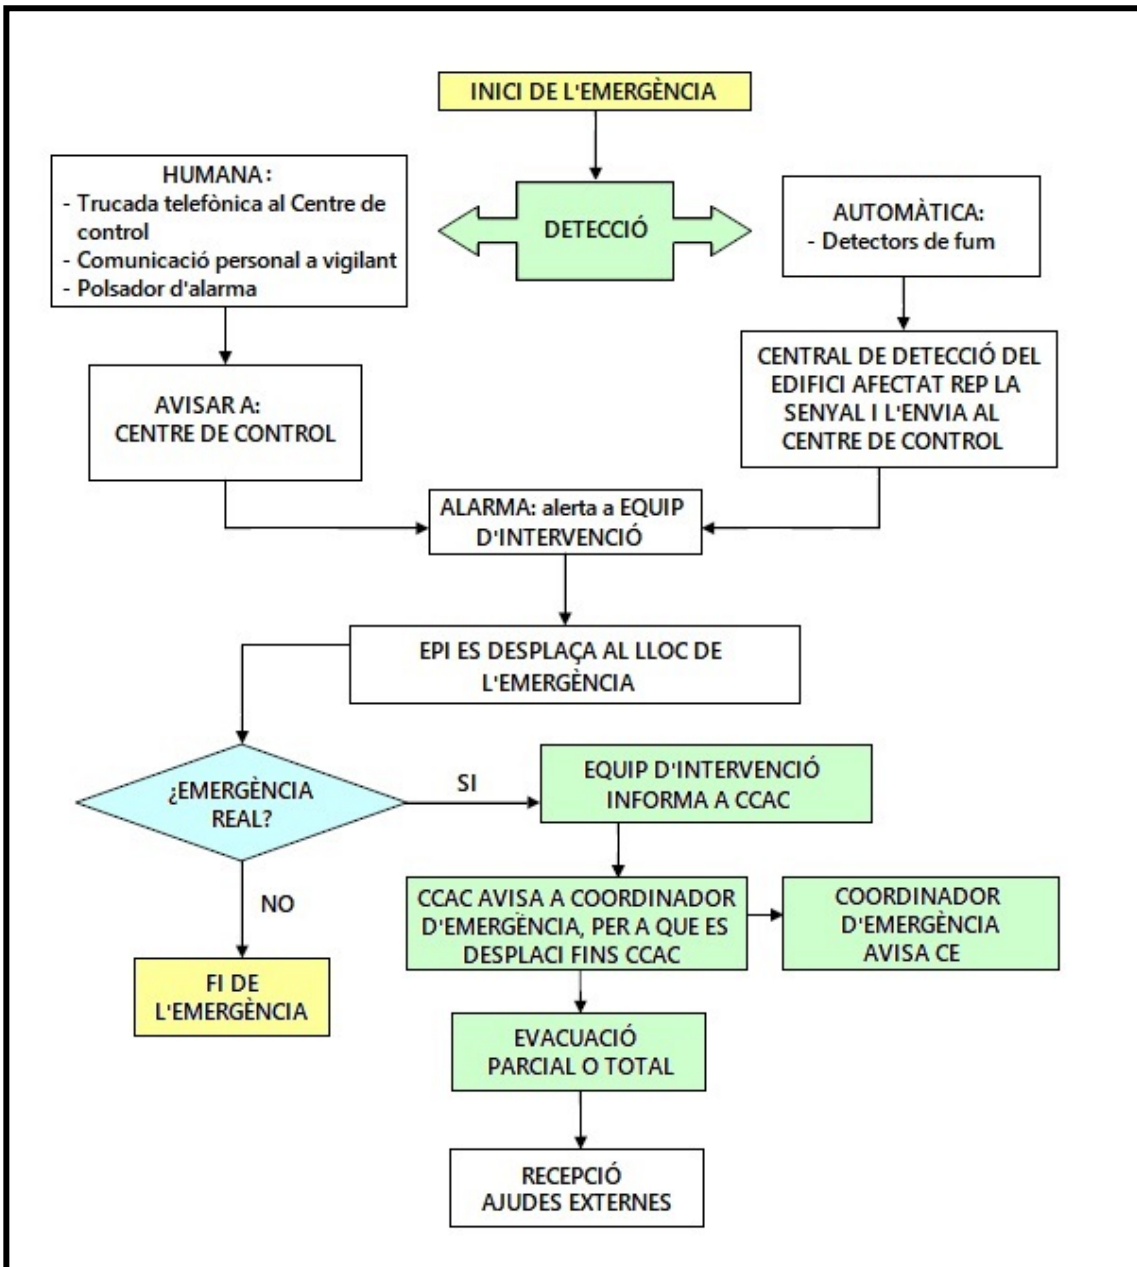 INICI DE L'EMERGÈNCIA
HUMANA:
- Trucada telefònica al Centre de
control
- Comunicació personal a vigilant
- Polsador d'alarma
DETECCIÓ
AUTOMÀTICA:
- Detectors de fum
AVISAR A:
CENTRE DE CONTROL
CENTRAL DE DETECCIÓ DEL
EDIFICI AFECTAT REP LA
SENYAL I L'ENVIA AL
CENTRE DE CONTROL
ALARMA: alerta a EQUIP
D'INTERVENCIÓ
EPI ES DESPLAÇA AL LLOC DE
L'EMERGÈNCIA
¿EMERGÈNCIA
REAL?
SI
EQUIP D'INTERVENCIÓ
INFORMA A CCAC
NO
CCAC AVISA A COORDINADOR
D'EMERGÈNCIA, PER A QUE ES
DESPLACI FINS CCAC
COORDINADOR
D'EMERGÈNCIA
AVISA CE
FI DE
L'EMERGÈNCIA
EVACUACIÓ
PARCIAL O TOTAL
RECEPCIÓ
AJUDES EXTERNES